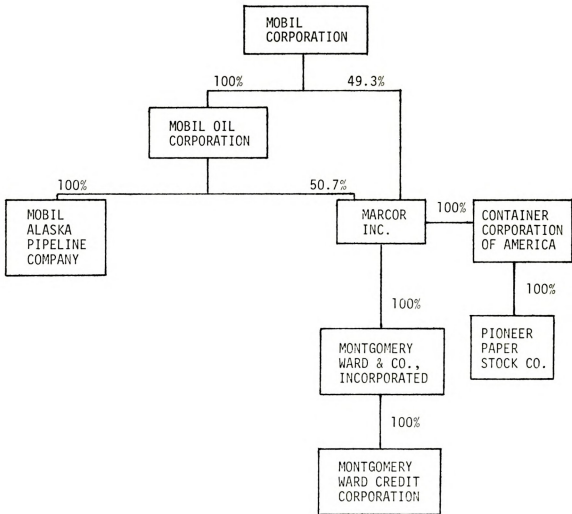 MOBIL
CORPORATION
100%
49.3%
MOBIL OIL
CORPORATION
100%
50.7%
MOBIL
ALASKA
PIPELINE
COMPANY
MARCOR
INC.
100%
CONTAINER
CORPORATION
OF AMERICA
100%
100%
MONTGOMERY
WARD & CO.,
INCORPORATED
PIONEER
PAPER
STOCK CO.
100%
MONTGOMERY
WARD CREDIT
CORPORATION